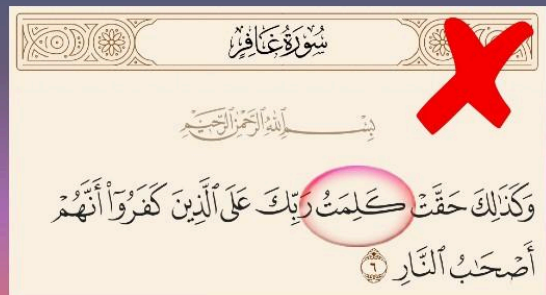 سُورَةُ غَافِرٍ
بِسْمِ ٱللَّهِ ٱلرَّحْمَٰنِ ٱلرَّحِيمِ
وَكَذَٰلِكَ حَقَّتْ كَلِمَتُ رَبِّكَ عَلَى ٱلَّذِينَ كَفَرُوٓا۟ أَنَّهُمْ
أَصْحَٰبُ ٱلنَّارِ ٦